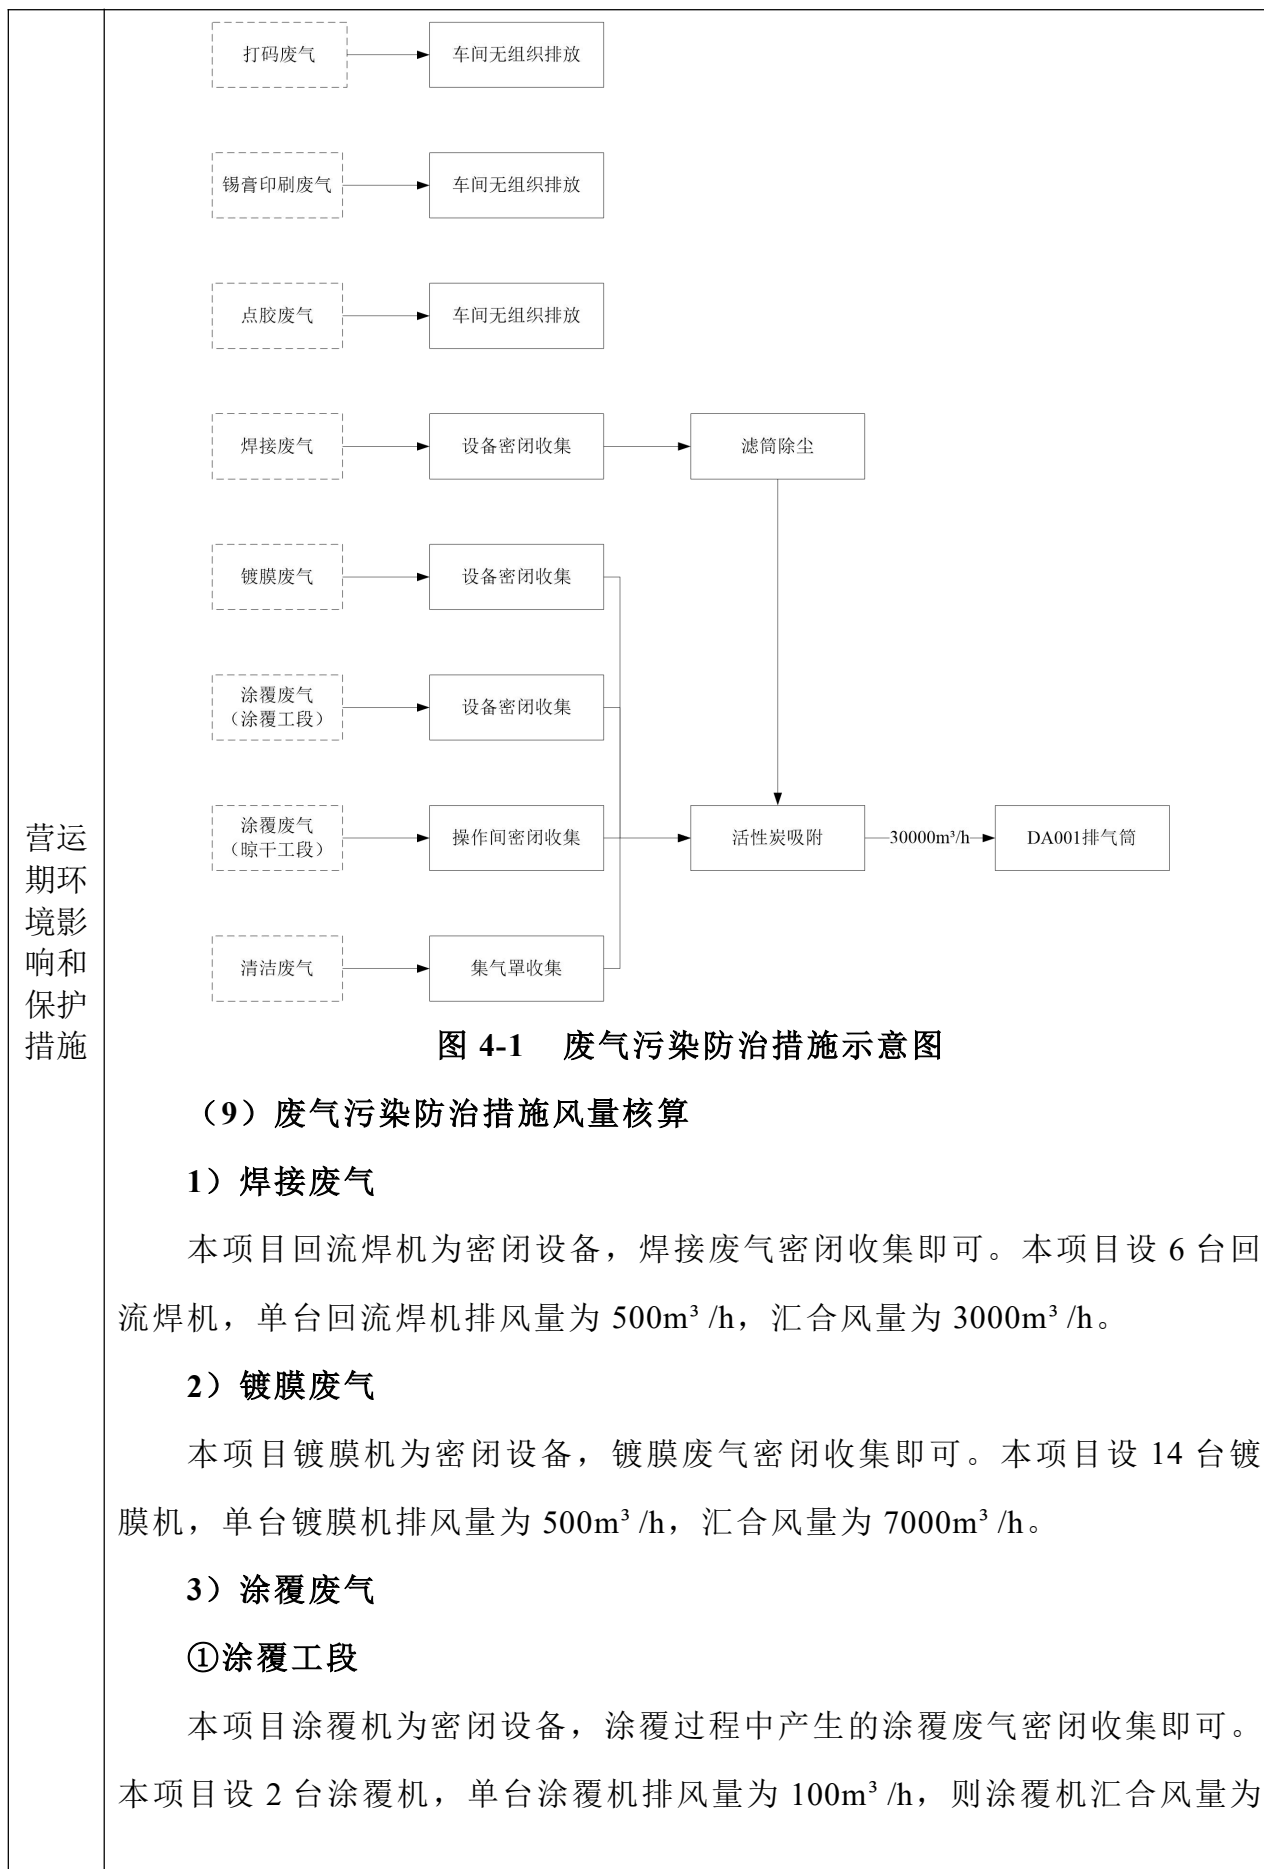 打码废气
车间无组织排放
锡膏印刷废气
车间无组织排放
点胶废气
车间无组织排放
焊接废气
设备密闭收集
滤筒除尘
镀膜废气
设备密闭收集
涂覆废气
（涂覆工段）
设备密闭收集
涂覆废气
（晾干工段）
操作间密闭收集
活性炭吸附
30000m³/h
DA001排气筒
清洁废气
集气罩收集
图 4-1 废气污染防治措施示意图
营运
期环
境影
响和
保护
措施
（9）废气污染防治措施风量核算
1）焊接废气
本项目回流焊机为密闭设备，焊接废气密闭收集即可。本项目设 6 台回
流焊机，单台回流焊机排风量为 500m³/h，汇合风量为 3000m³/h。
2）镀膜废气
本项目镀膜机为密闭设备，镀膜废气密闭收集即可。本项目设 14 台镀
膜机，单台镀膜机排风量为 500m³/h，汇合风量为 7000m³/h。
3）涂覆废气
①涂覆工段
本项目涂覆机为密闭设备，涂覆过程中产生的涂覆废气密闭收集即可。
本项目设 2 台涂覆机，单台涂覆机排风量为 100m³/h，则涂覆机汇合风量为